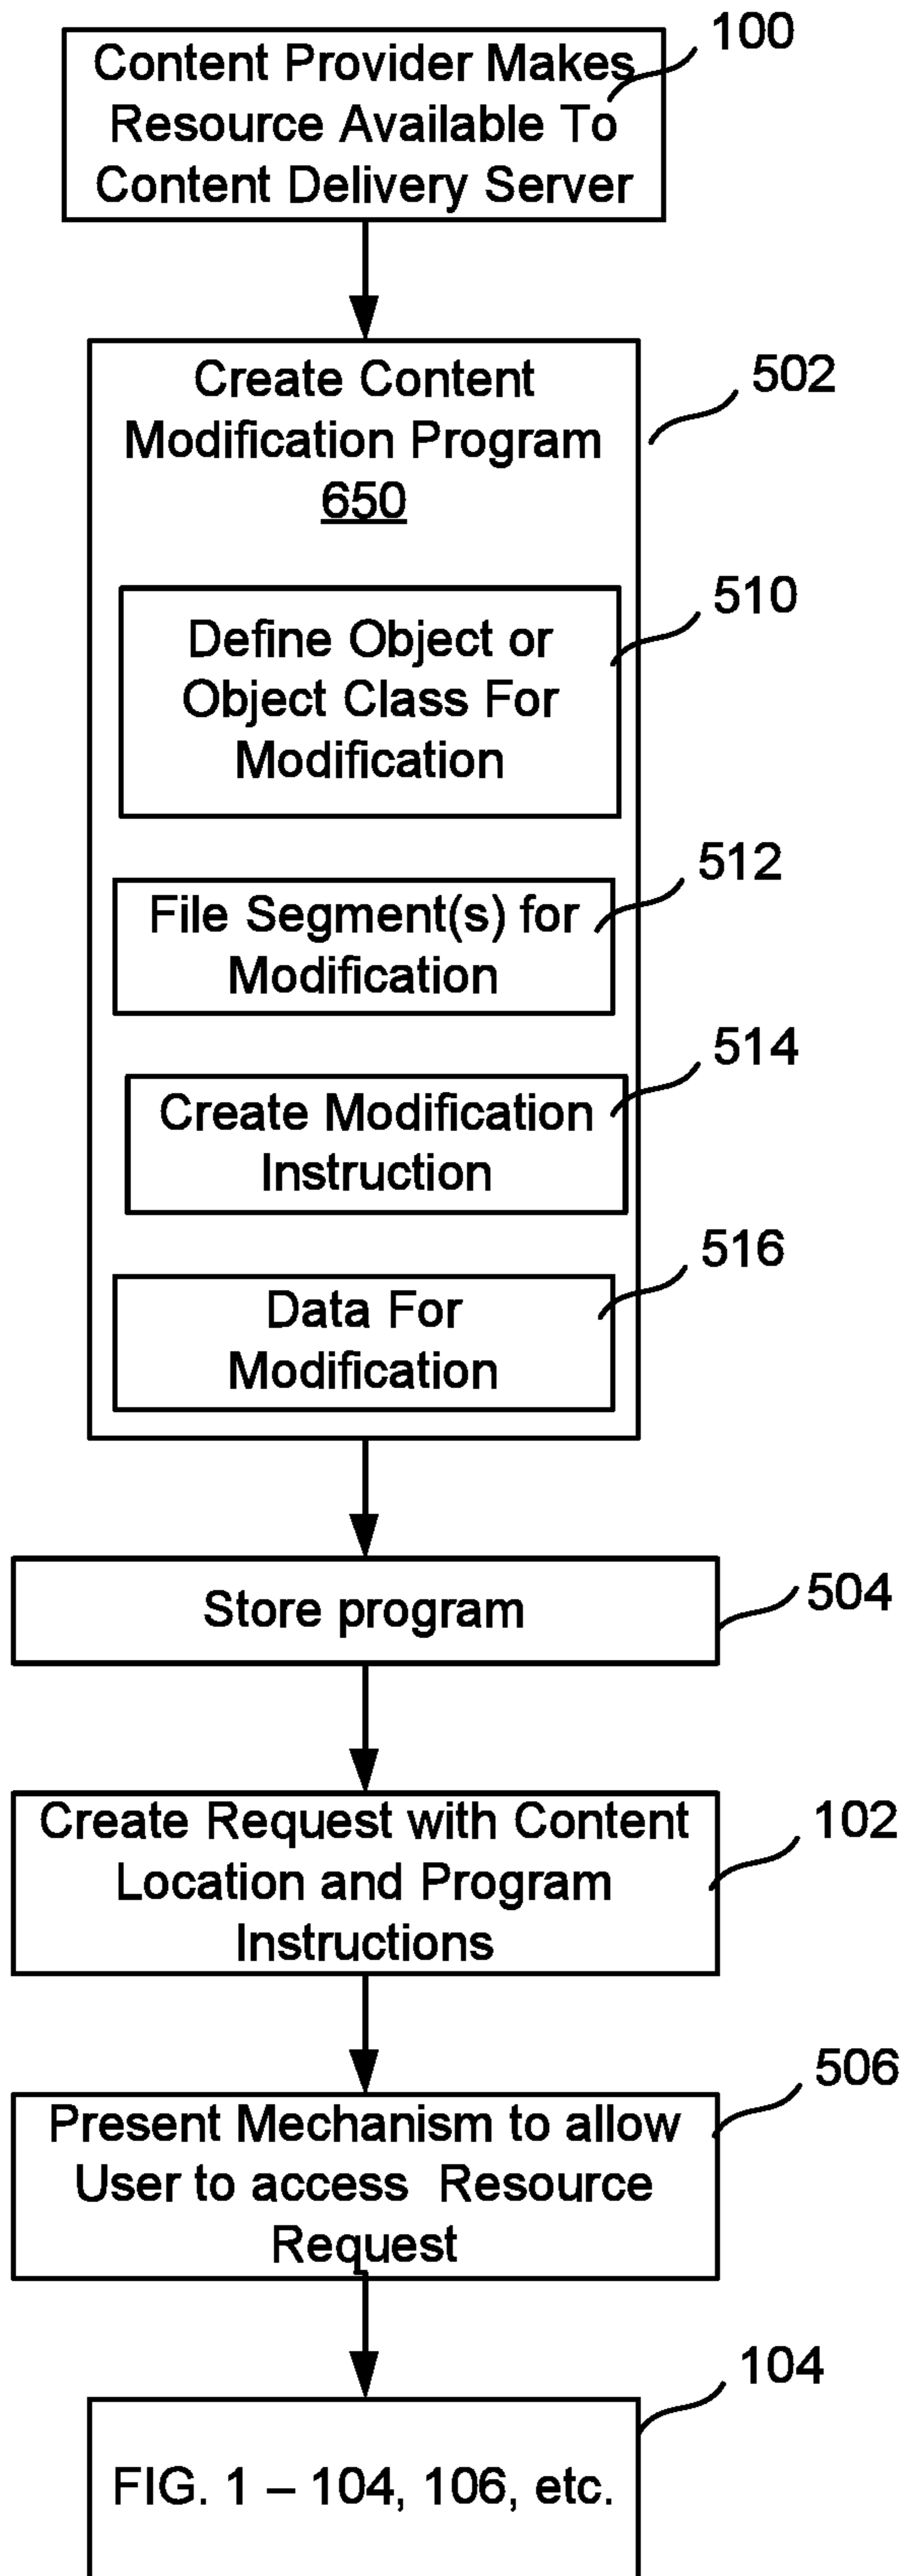 100
Content Provider Makes
Resource Available To
Content Delivery Server
502
Create Content
Modification Program
650
510
Define Object or
Object Class For
Modification
512
File Segment(s) for
Modification
514
Create Modification
Instruction
516
Data For
Modification
504
Store program
102
Create Request with Content
Location and Program
Instructions
506
Present Mechanism to allow
User to access Resource
Request
104
FIG. 1 – 104, 106, etc.